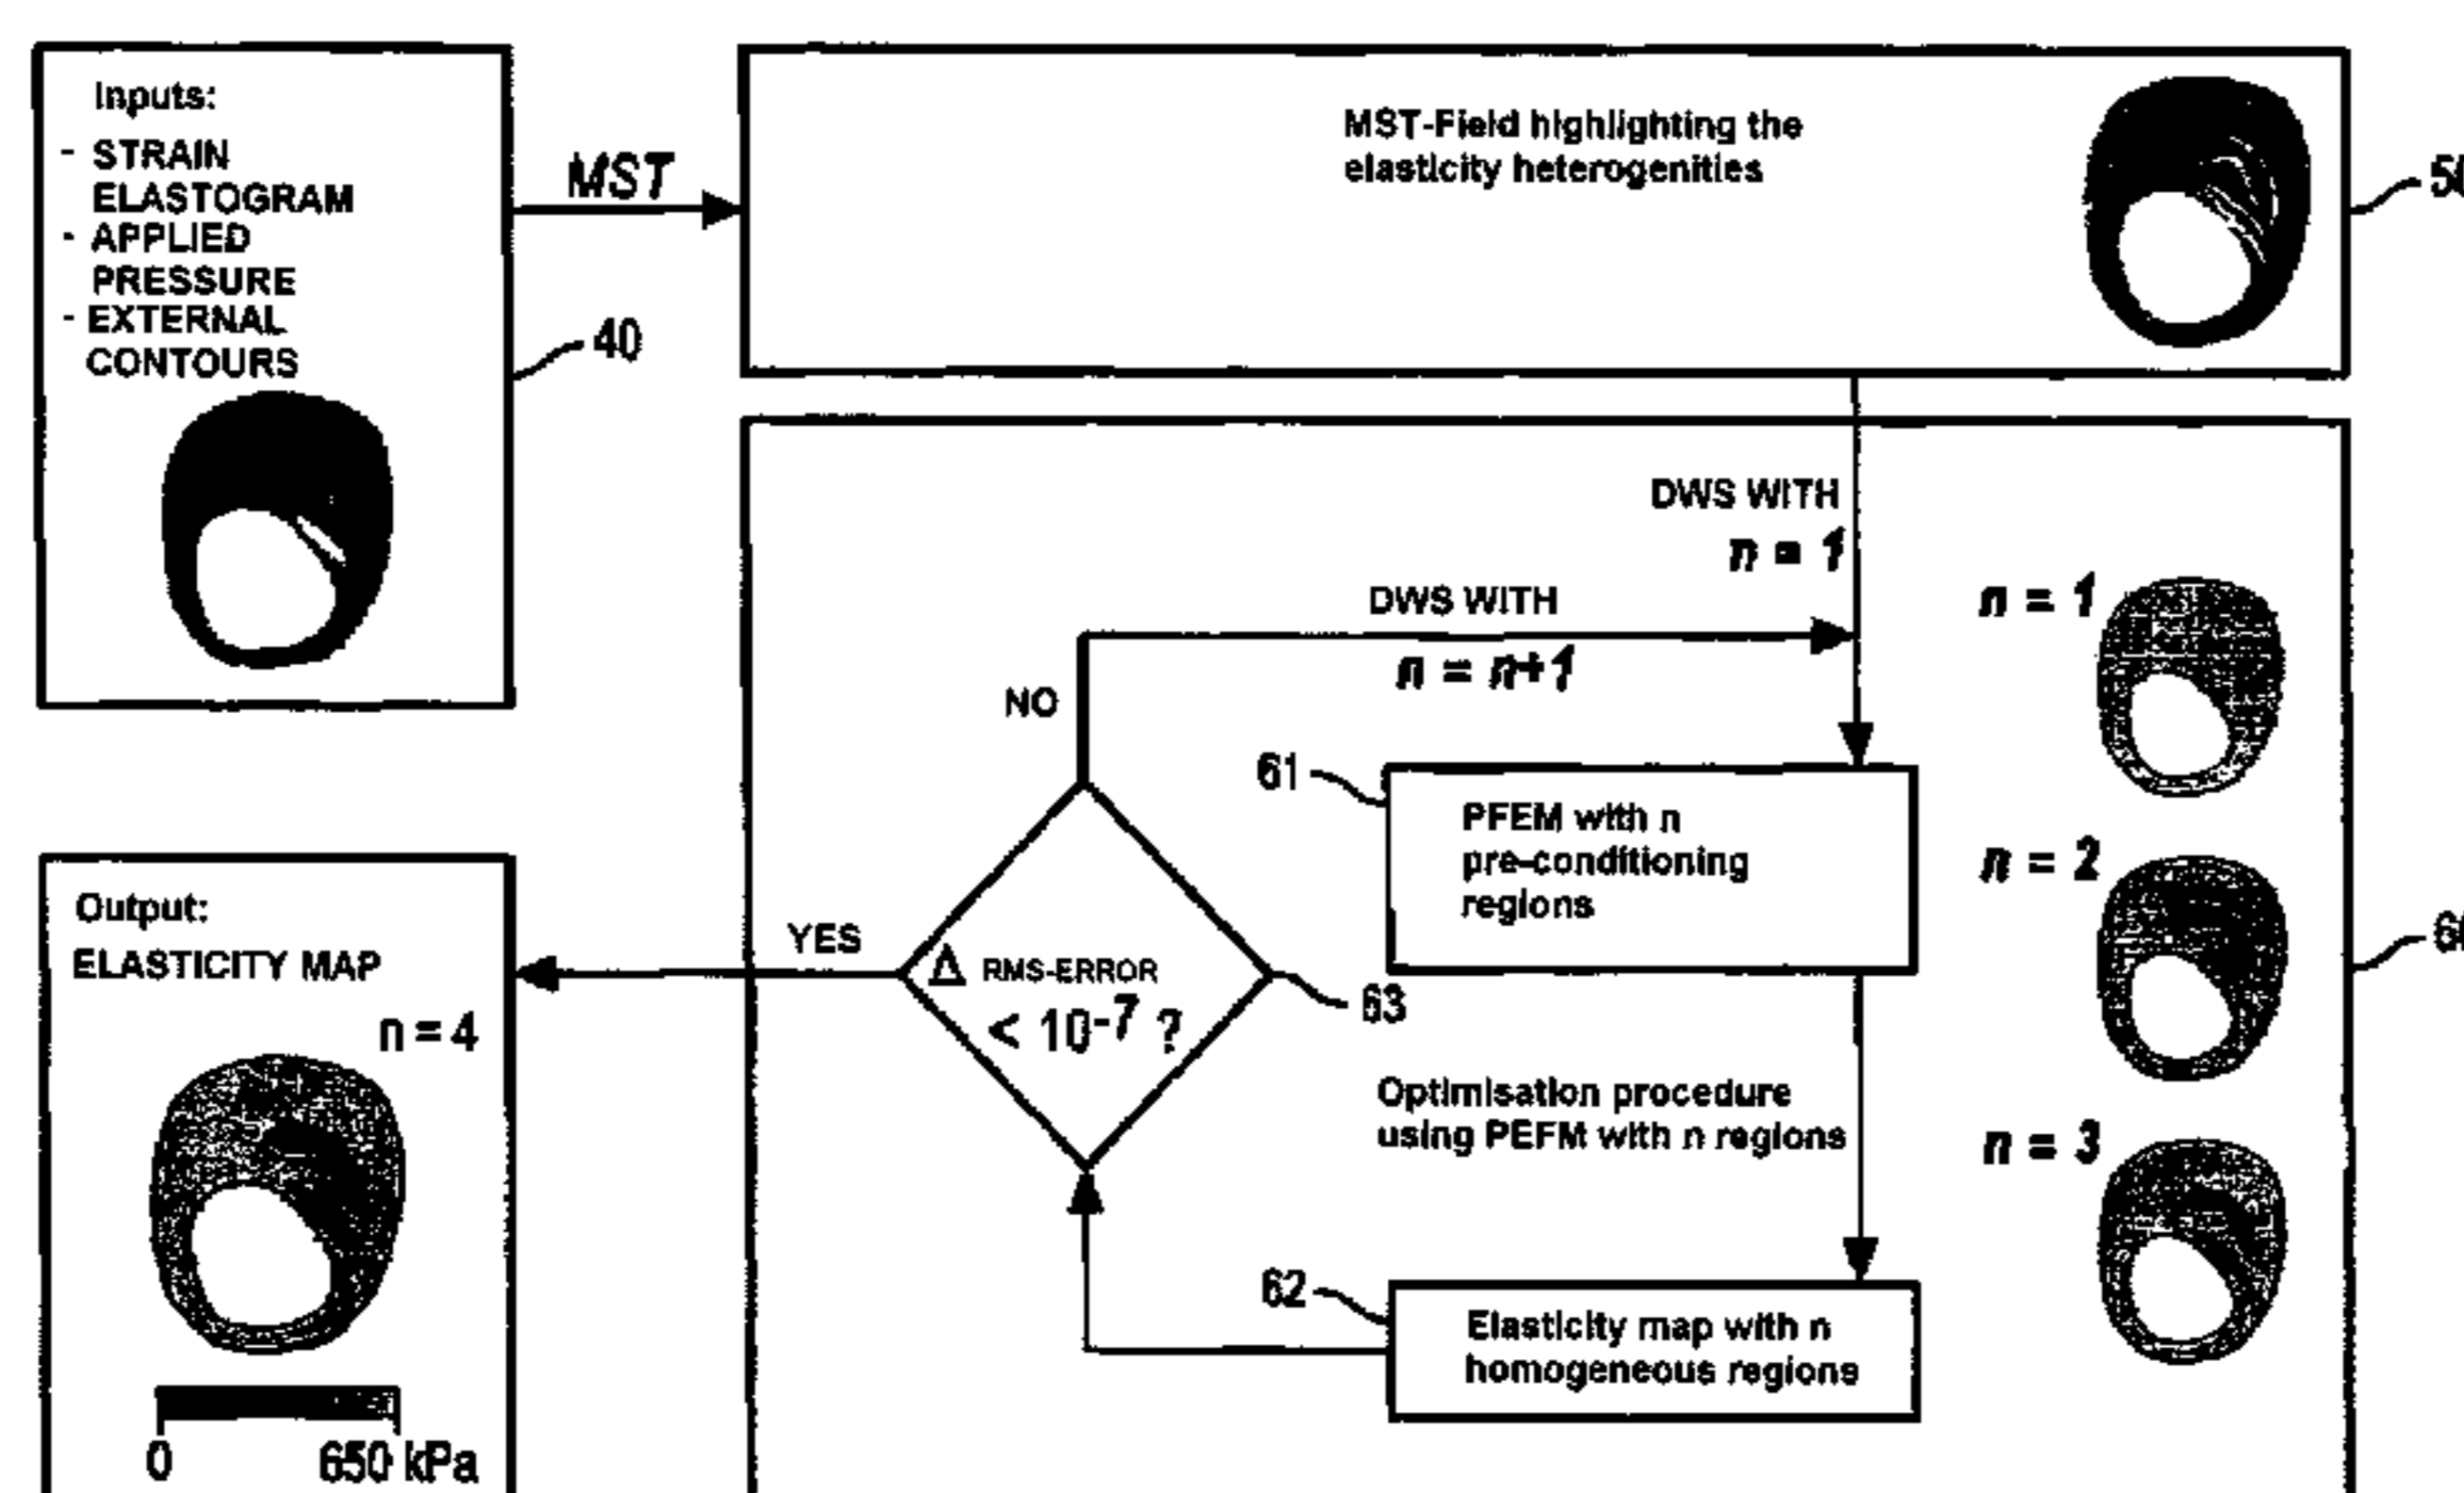 Inputs:
- STRAIN
ELASTOGRAM
- APPLIED
PRESSURE
- EXTERNAL
CONTOURS
40
MST
MST-Field highlighting the
elasticity heterogenities
DWS WITH
n = 1
DWS WITH
n = n+1
NO
61
PFEM with n
pre-conditioning
regions
n = 1
n = 2
n = 3
YES
Δ RMS-ERROR
< 10-7 ?
63
Optimisation procedure
using PEFM with n regions
62
Elasticity map with n
homogeneous regions
Output:
ELASTICITY MAP
n = 4
0
650 kPa